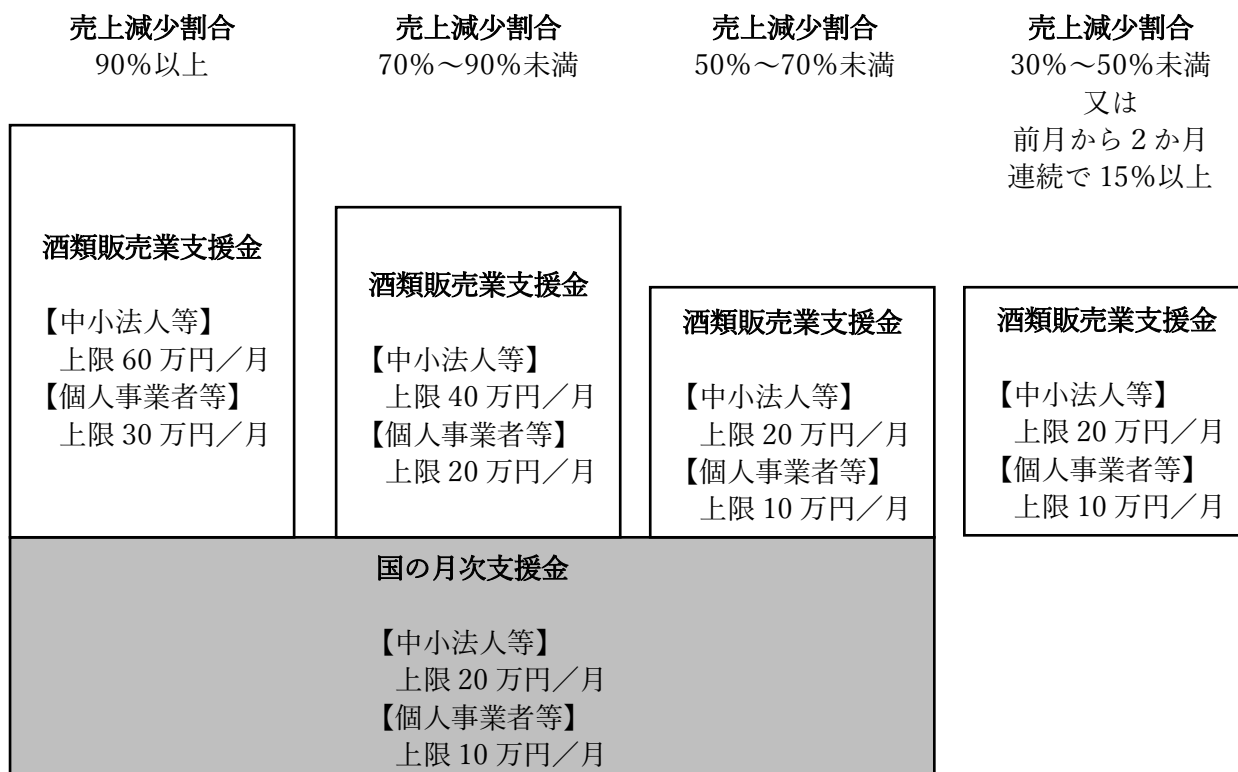 売上減少割合
90%以上
売上減少割合
70%~90%未満
売上減少割合
50%~70%未満
売上減少割合
30%~50%未満
又は
前月から2か月
連続で15%以上
酒類販売業支援金
【中小法人等】
上限60万円/月
【個人事業者等】
上限30万円/月
酒類販売業支援金
【中小法人等】
上限40万円/月
【個人事業者等】
上限20万円/月
酒類販売業支援金
【中小法人等】
上限20万円/月
【個人事業者等】
上限10万円/月
酒類販売業支援金
【中小法人等】
上限20万円/月
【個人事業者等】
上限10万円/月
国の月次支援金
【中小法人等】
上限20万円/月
【個人事業者等】
上限10万円/月